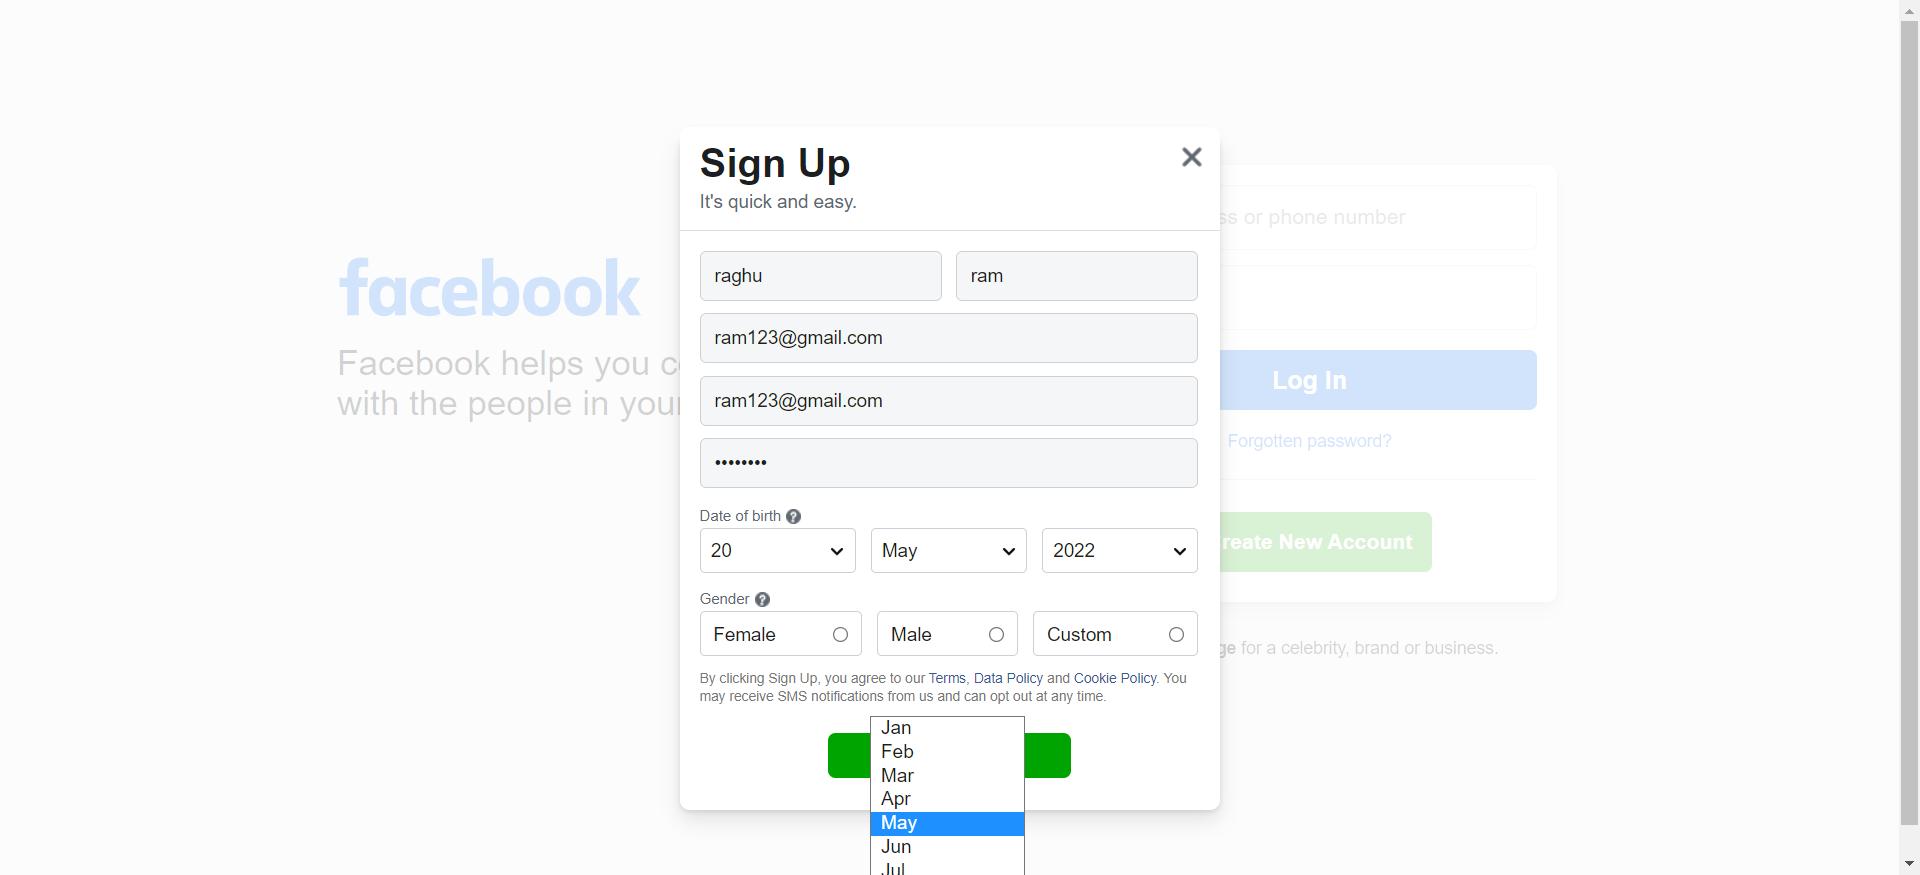 Sign Up
It's quick and easy.
raghu ram
ram123@gmail.com
ram123@gmail.com
••••••••
Date of birth
20 May 2022
Gender
Female Male Custom
By clicking Sign Up, you agree to our Terms, Data Policy and Cookie Policy. You
may receive SMS notifications from us and can opt out at any time.
Jan
Feb
Mar
Apr
May
Jun
Jul
facebook
Facebook helps you
with the people in
or phone number
Log In
Forgotten password?
New Account
for a celebrity, brand or business.